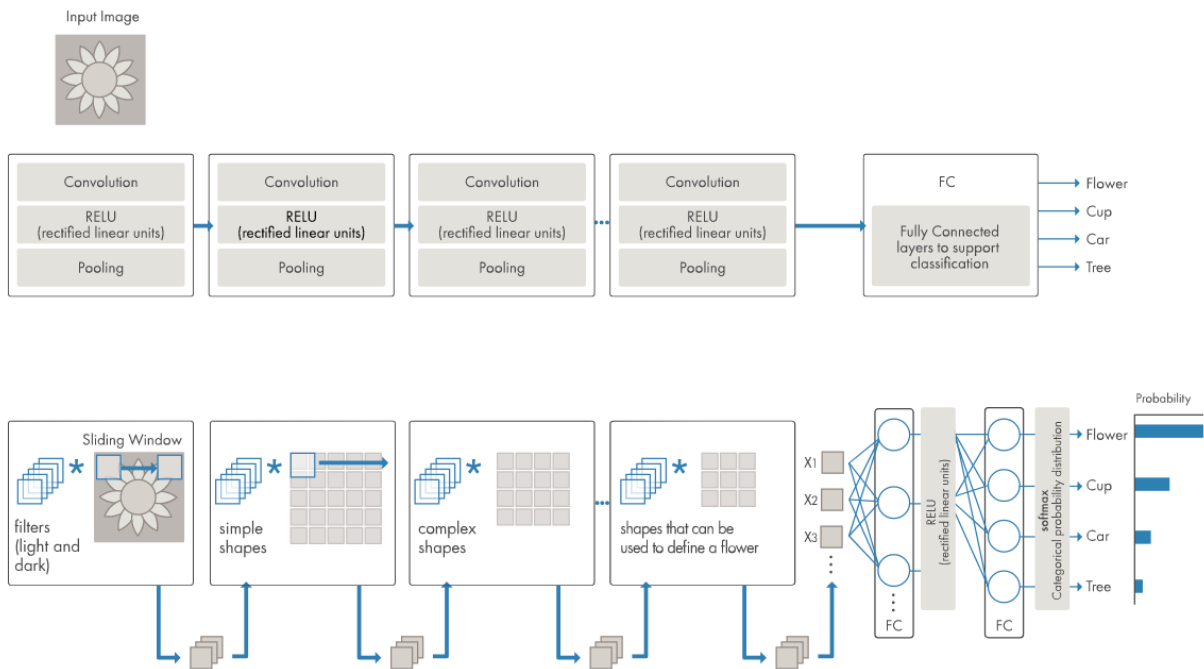 Input Image
Convolution
RELU
(rectified linear units)
Pooling
Convolution
RELU
(rectified linear units)
Pooling
Convolution
RELU
(rectified linear units)
Pooling
Convolution
RELU
(rectified linear units)
Pooling
FC
Fully Connected
layers to support
classification
Flower
Cup
Car
Tree
Sliding Window
*
filters
(light and
dark)
*
simple
shapes
*
complex
shapes
*
shapes that can be
used to define a flower
X1
X2
X3
FC
RELU
(rectified linear units)
FC
softmax
Categorical probability distribution
Probability
Flower
Cup
Car
Tree